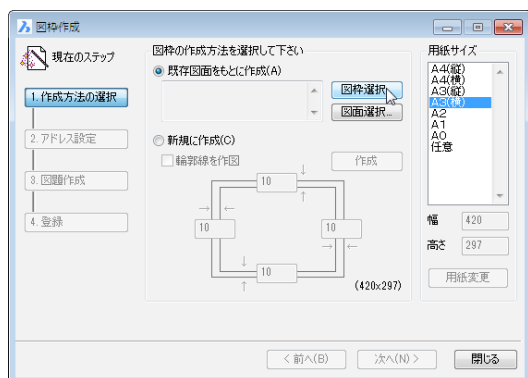 図枠作成
現在のステップ
1. 作成方法の選択
2. アドレス設定
3. 図題作成
4. 登録
図枠の作成方法を選択して下さい
既存図面をもとに作成(A)
図枠選択...
図面選択...
新規に作成(C)
輪郭線を作図
作成
10
10
10
10
(420x297)
用紙サイズ
A4(縦)
A4(横)
A3(縦)
A3(横)
A2
A1
A0
任意
幅 420
高さ 297
用紙変更
< 前へ(B)
次へ(N) >
閉じる